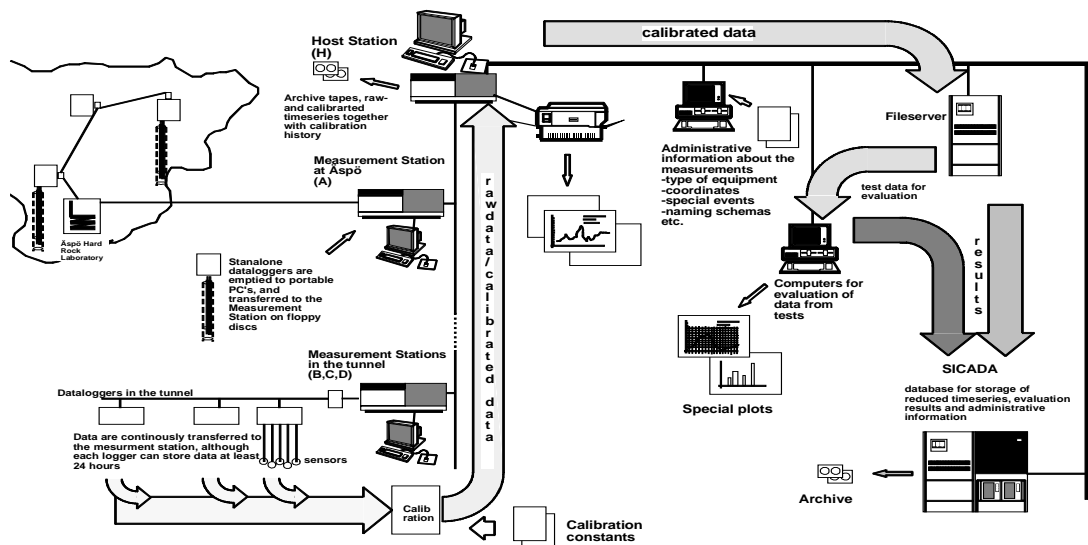 Host Station
(H)
Archive tapes, raw-
and calibrarted
timeseries together
with calibration
history
Measurement Station
at Äspö
(A)
Äspö Hard
Rock
Laboratory
Stanalone
dataloggers are
emptied to portable
PC's, and
transferred to the
Measurement
Station on floppy
discs
Measurement Stations
in the tunnel
(B,C,D)
Dataloggers in the tunnel
Data are continously transferred to
the mesurment station, although
each logger can store data at least
24 hours
sensors
Calib
ration
Calibration
constants
rawdata/calibrated data
calibrated data
Fileserver
Administrative
information about the
measurements
-type of equipment
-coordinates
-special events
-naming schemas
etc.
test data for
evaluation
Computers for
evaluation of
data from
tests
Special plots
results
SICADA
database for storage of
reduced timeseries, evaluation
results and administrative
information
Archive